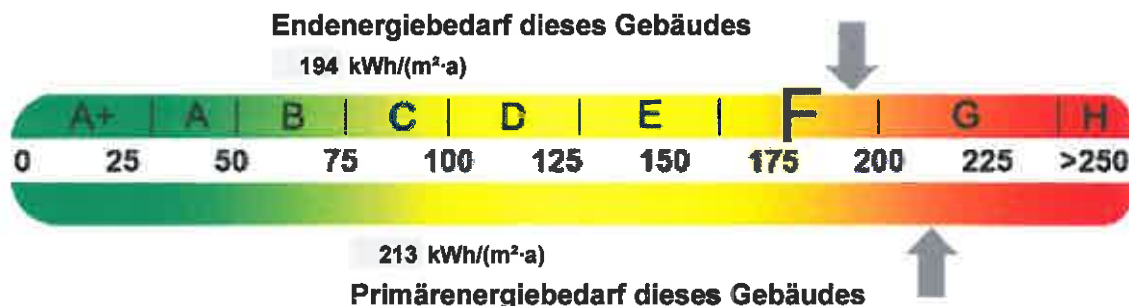 Endenergiebedarf dieses Gebäudes
194 kWh/(m²·a)
A+ A B C D E F G H
0 25 50 75 100 125 150 175 200 225 >250
213 kWh/(m²·a)
Primärenergiebedarf dieses Gebäudes